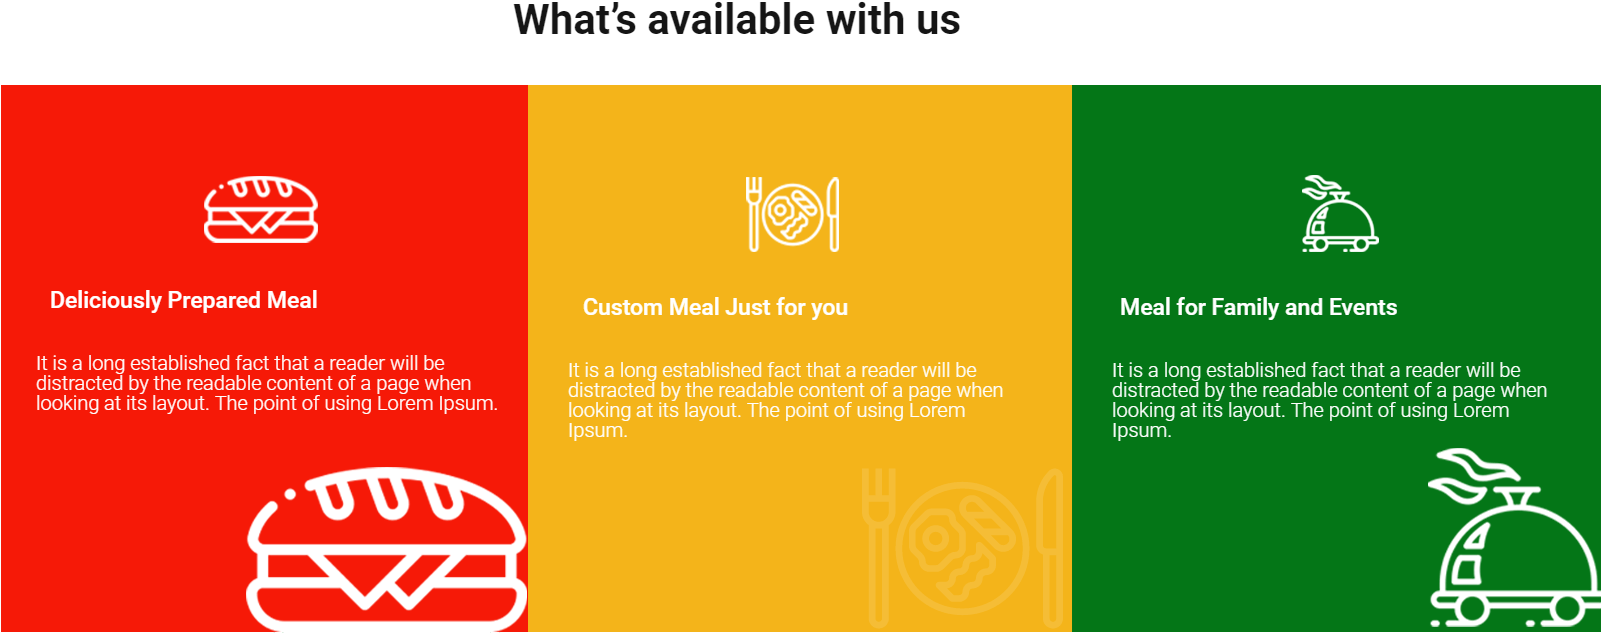 What’s available with us
Deliciously Prepared Meal
It is a long established fact that a reader will be
distracted by the readable content of a page when
looking at its layout. The point of using Lorem Ipsum.
Custom Meal Just for you
It is a long established fact that a reader will be
distracted by the readable content of a page when
looking at its layout. The point of using Lorem
Ipsum.
Meal for Family and Events
It is a long established fact that a reader will be
distracted by the readable content of a page when
looking at its layout. The point of using Lorem
Ipsum.